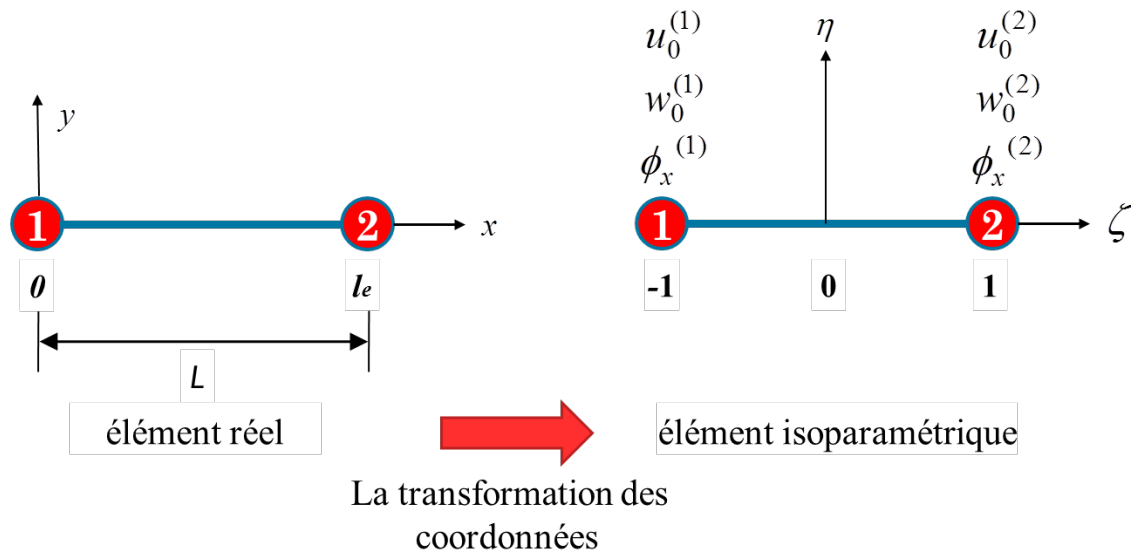 y
1
2
x
0
lₑ
L
élément réel
La transformation des
coordonnées
u₀⁽¹⁾
w₀⁽¹⁾
ϕₓ⁽¹⁾
η
u₀⁽²⁾
w₀⁽²⁾
ϕₓ⁽²⁾
1
2
ζ
-1
0
1
élément isoparamétrique